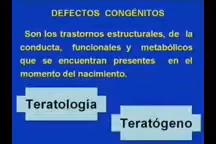 DEFECTOS CONGÉNITOS
Son los trastornos estructurales, de la
conducta, funcionales y metabólicos
que se encuentran presentes en el
momento del nacimiento.
Teratología
Teratógeno